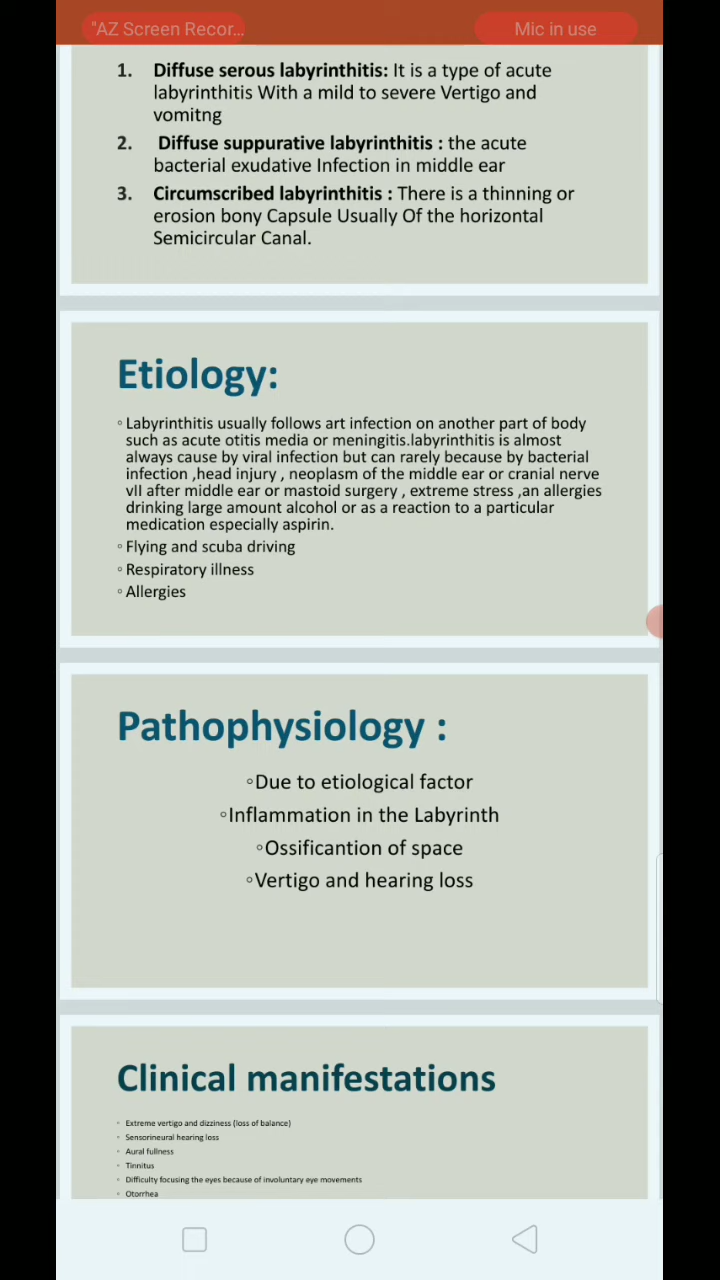 "AZ Screen Recor...
Mic in use
1. Diffuse serous labyrinthitis: It is a type of acute
labyrinthitis With a mild to severe Vertigo and
vomitng
2. Diffuse suppurative labyrinthitis : the acute
bacterial exudative Infection in middle ear
3. Circumscribed labyrinthitis : There is a thinning or
erosion bony Capsule Usually Of the horizontal
Semicircular Canal.
Etiology:
◦ Labyrinthitis usually follows art infection on another part of body
such as acute otitis media or meningitis.labyrinthitis is almost
always cause by viral infection but can rarely because by bacterial
infection ,head injury , neoplasm of the middle ear or cranial nerve
vIl after middle ear or mastoid surgery , extreme stress ,an allergies
drinking large amount alcohol or as a reaction to a particular
medication especially aspirin.
◦ Flying and scuba driving
◦ Respiratory illness
◦ Allergies
Pathophysiology :
◦Due to etiological factor
◦Inflammation in the Labyrinth
◦Ossificantion of space
◦Vertigo and hearing loss
Clinical manifestations
◦ Extreme vertigo and dizziness (loss of balance)
◦ Sensorineural hearing loss
◦ Aural fullness
◦ Tinnitus
◦ Difficulty focusing the eyes because of involuntary eye movements
◦ Otorrhea